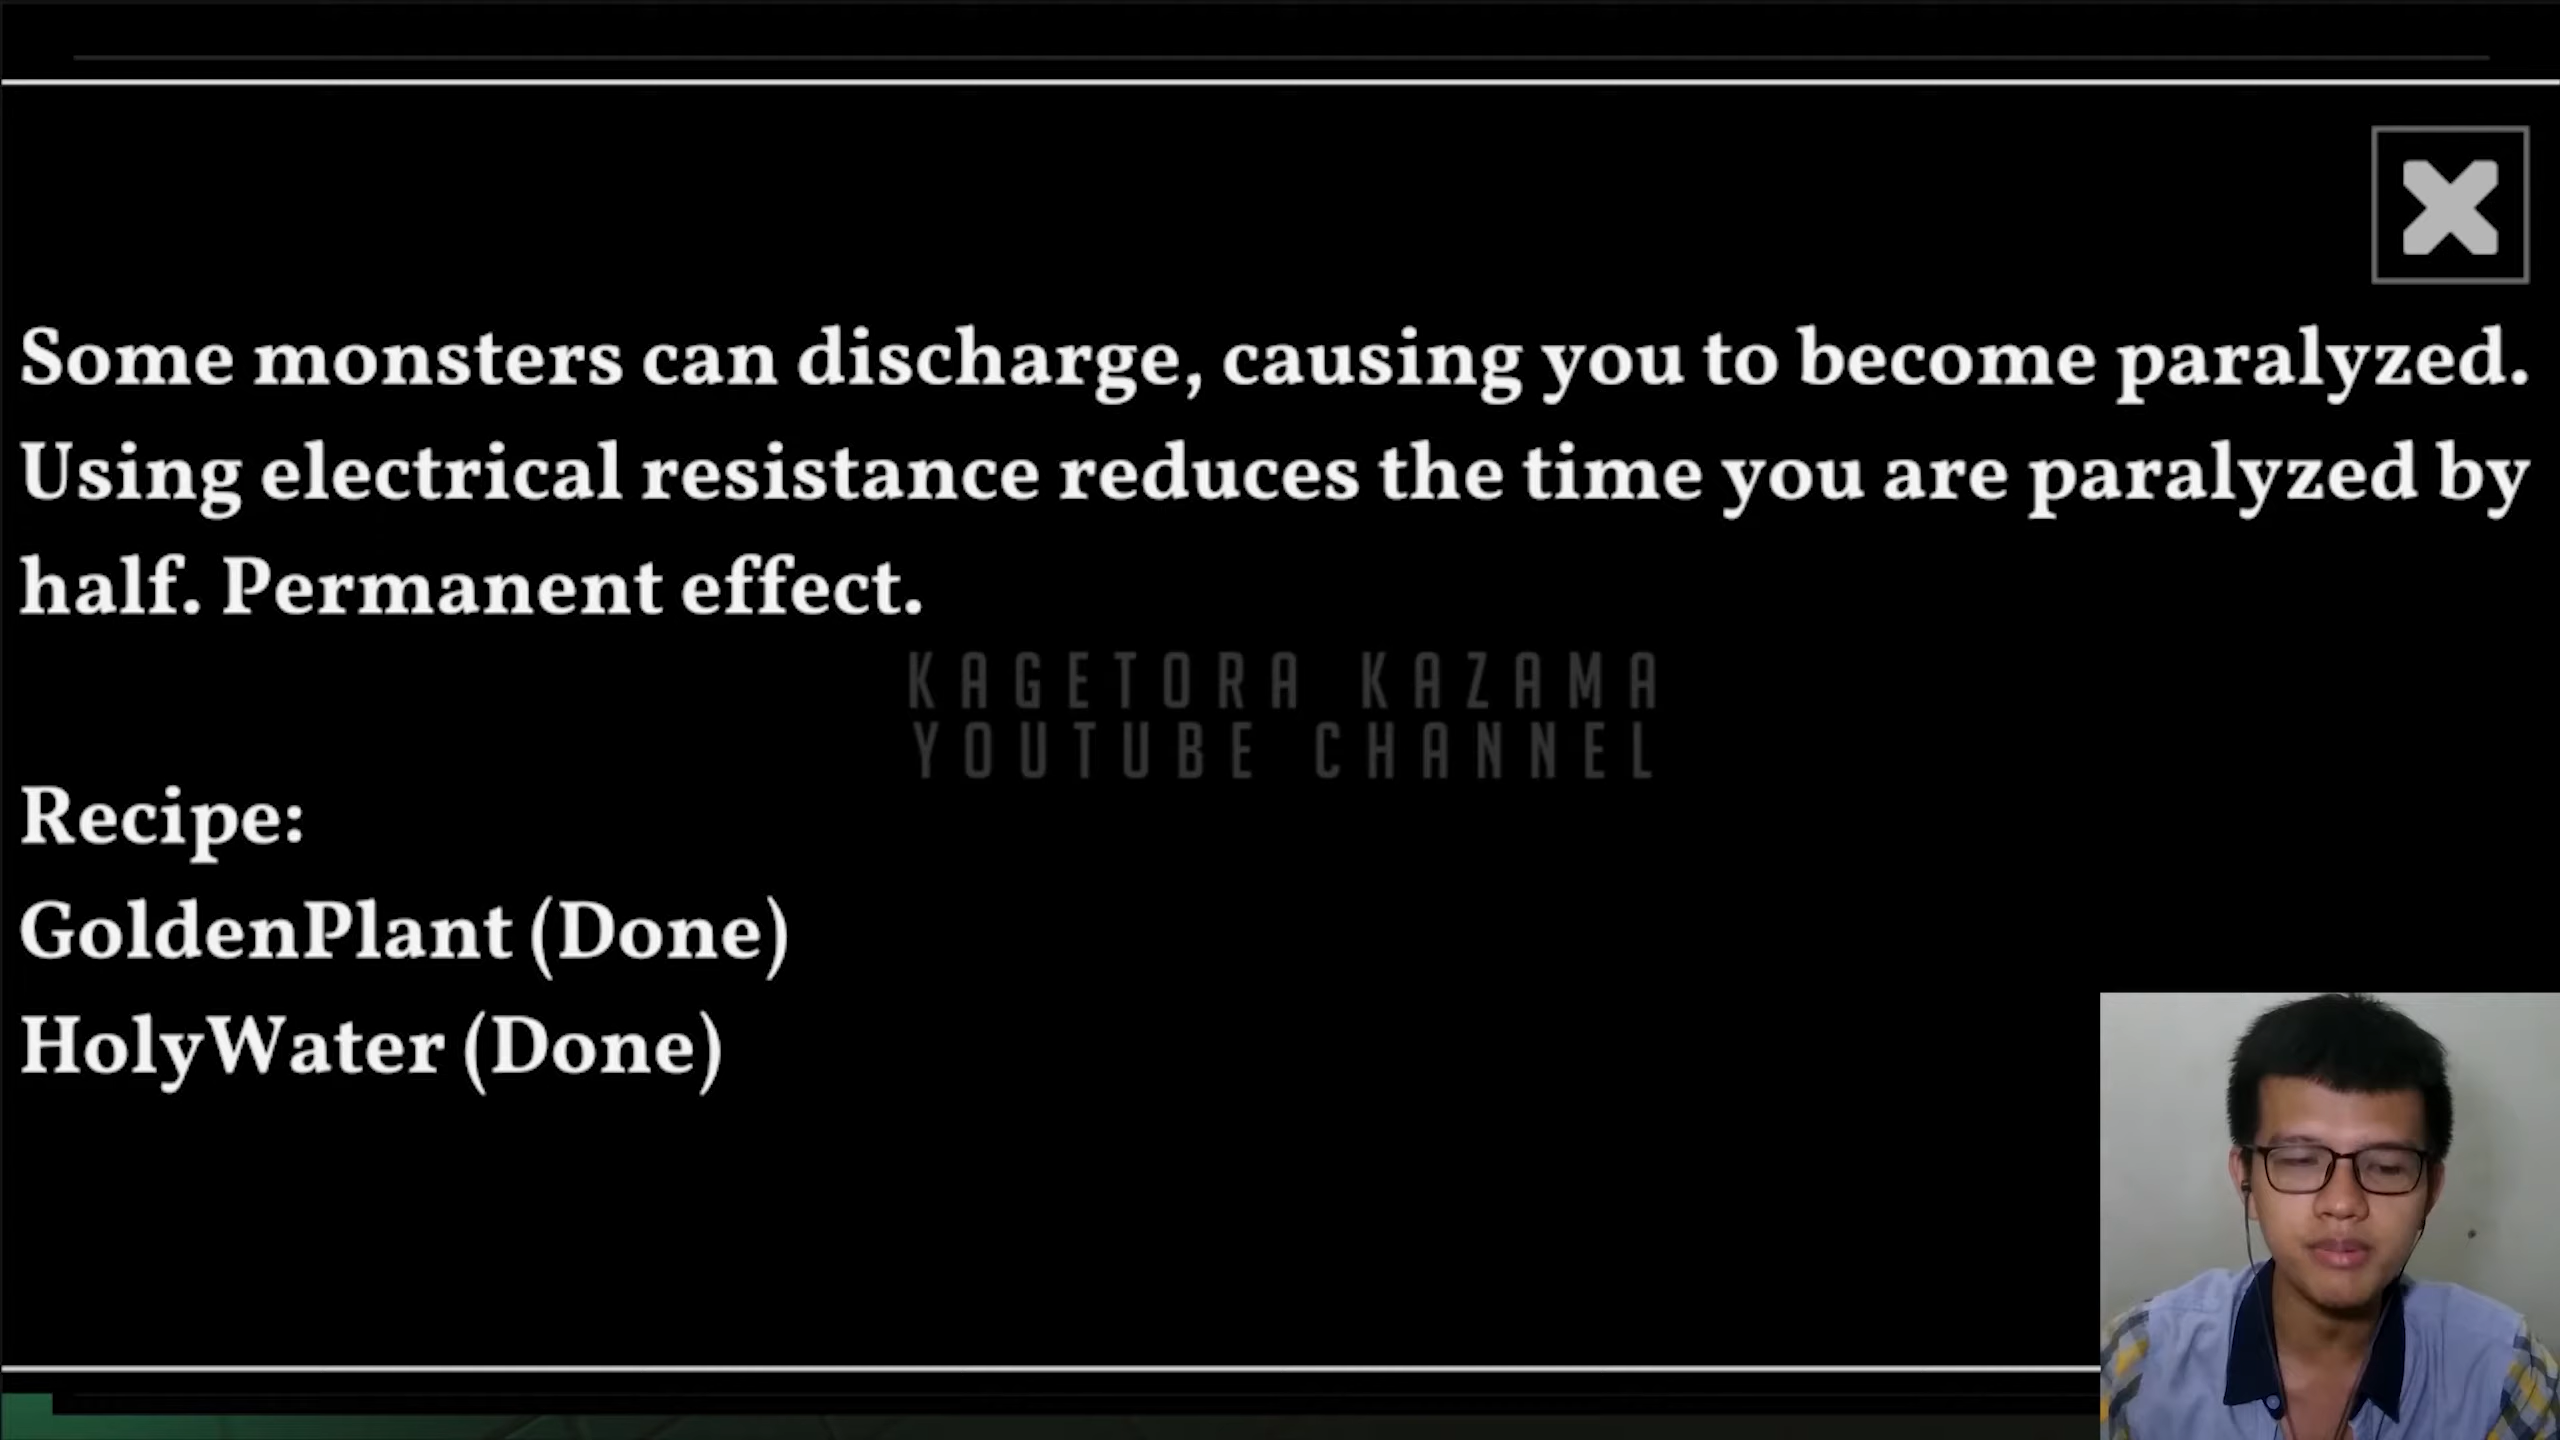 Some monsters can discharge, causing you to become paralyzed.
Using electrical resistance reduces the time you are paralyzed by
half. Permanent effect.
KAGETORA KAZAMA
YOUTUBE CHANNEL
Recipe:
GoldenPlant (Done)
HolyWater (Done)